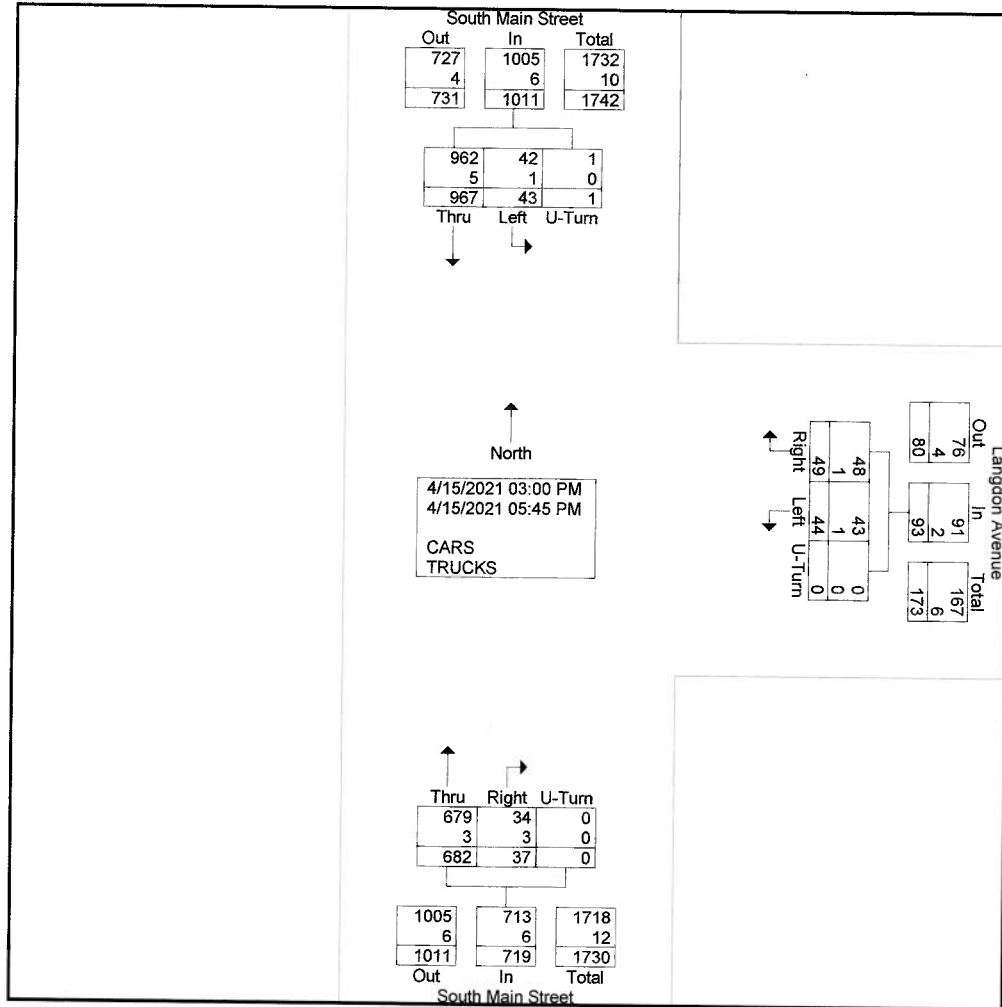 South Main Street
Out In Total
727 1005 1732
4 6 10
731 1011 1742
962 42 1
5 1 0
967 43 1
Thru Left U-Turn
North
4/15/2021 03:00 PM
4/15/2021 05:45 PM
CARS
TRUCKS
Langdon Avenue
Out In Total
76 91 167
4 2 6
80 93 173
48 43 0
1 1 0
49 44 0
Right Left U-Turn
Thru Right U-Turn
679 34 0
3 3 0
682 37 0
1005 713 1718
6 6 12
1011 719 1730
Out In Total
South Main Street